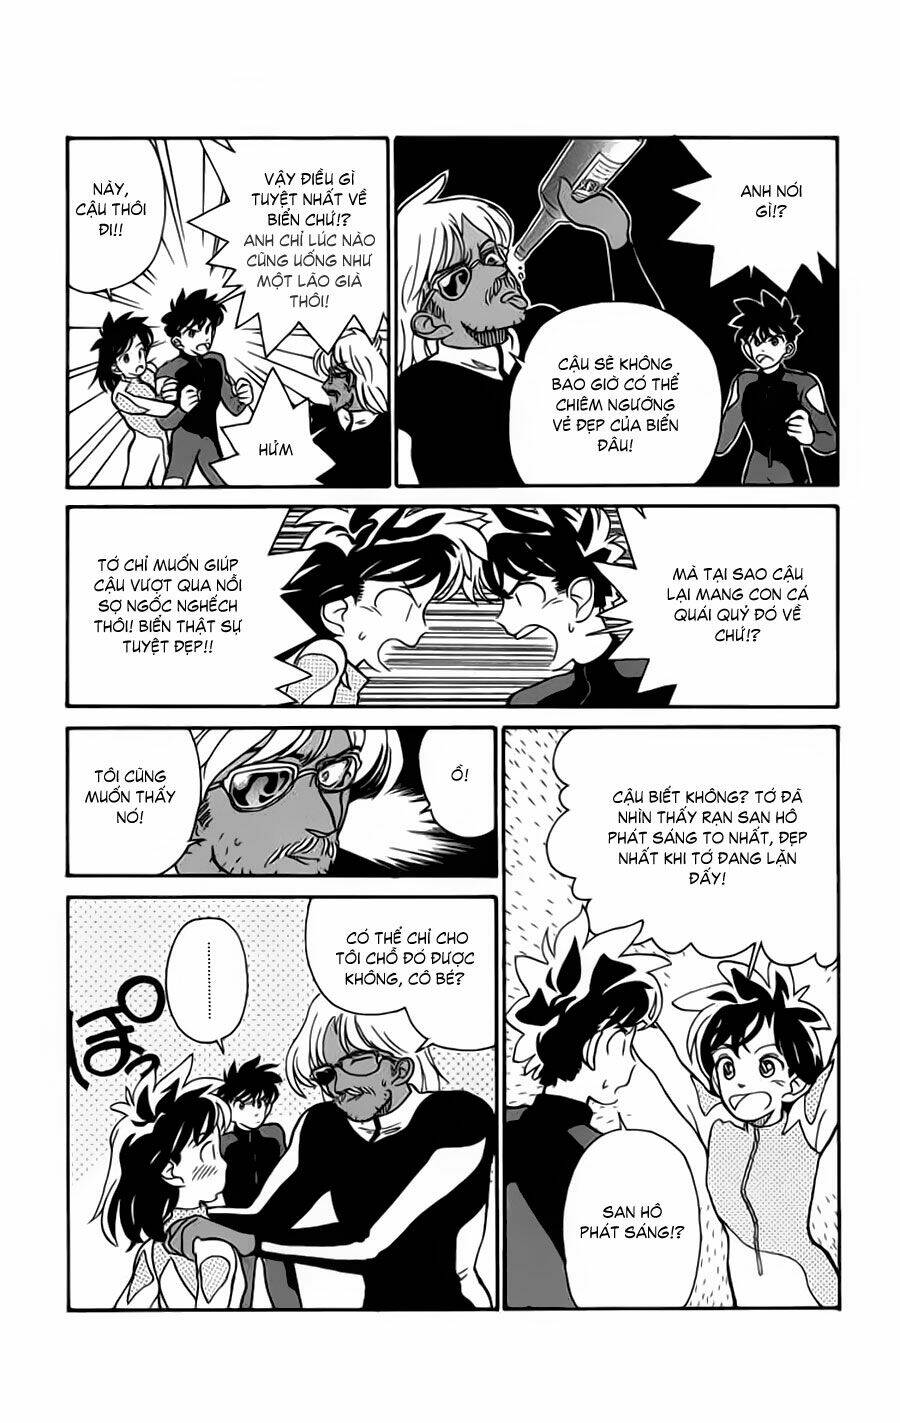 ANH NÓI
GÌ!?
CẬU SẼ KHÔNG
BAO GIỜ CÓ THỂ
CHIÊM NGƯỠNG
VẺ ĐẸP CỦA BIỂN
ĐÂU!
VẬY ĐIỀU GÌ
TUYỆT NHẤT VỀ
BIỂN CHỨ!?
ANH CHỈ LÚC NÀO
CŨNG UỐNG NHƯ
MỘT LÃO GIÀ
THÔI!
NÀY,
CẬU THÔI
ĐI!!
HỨM
MÀ TẠI SAO CẬU
LẠI MANG CON CÁ
QUÁI QUỶ ĐÓ VỀ
CHỨ!?
TỚ CHỈ MUỐN GIÚP
CẬU VƯỢT QUA NỖI
SỢ NGỐC NGHẾCH
THÔI! BIỂN THẬT SỰ
TUYỆT ĐẸP!!
CẬU BIẾT KHÔNG? TỚ ĐÃ
NHÌN THẤY RẠN SAN HÔ
PHÁT SÁNG TO NHẤT, ĐẸP
NHẤT KHI TỚ ĐANG LẶN
ĐẤY!
SAN HÔ
PHÁT SÁNG!?
Ồ!
TÔI CŨNG
MUỐN THẤY
NÓ!
CÓ THỂ CHỈ CHO
TÔI CHỖ ĐÓ ĐƯỢC
KHÔNG, CÔ BÉ?
..........
ぽっ